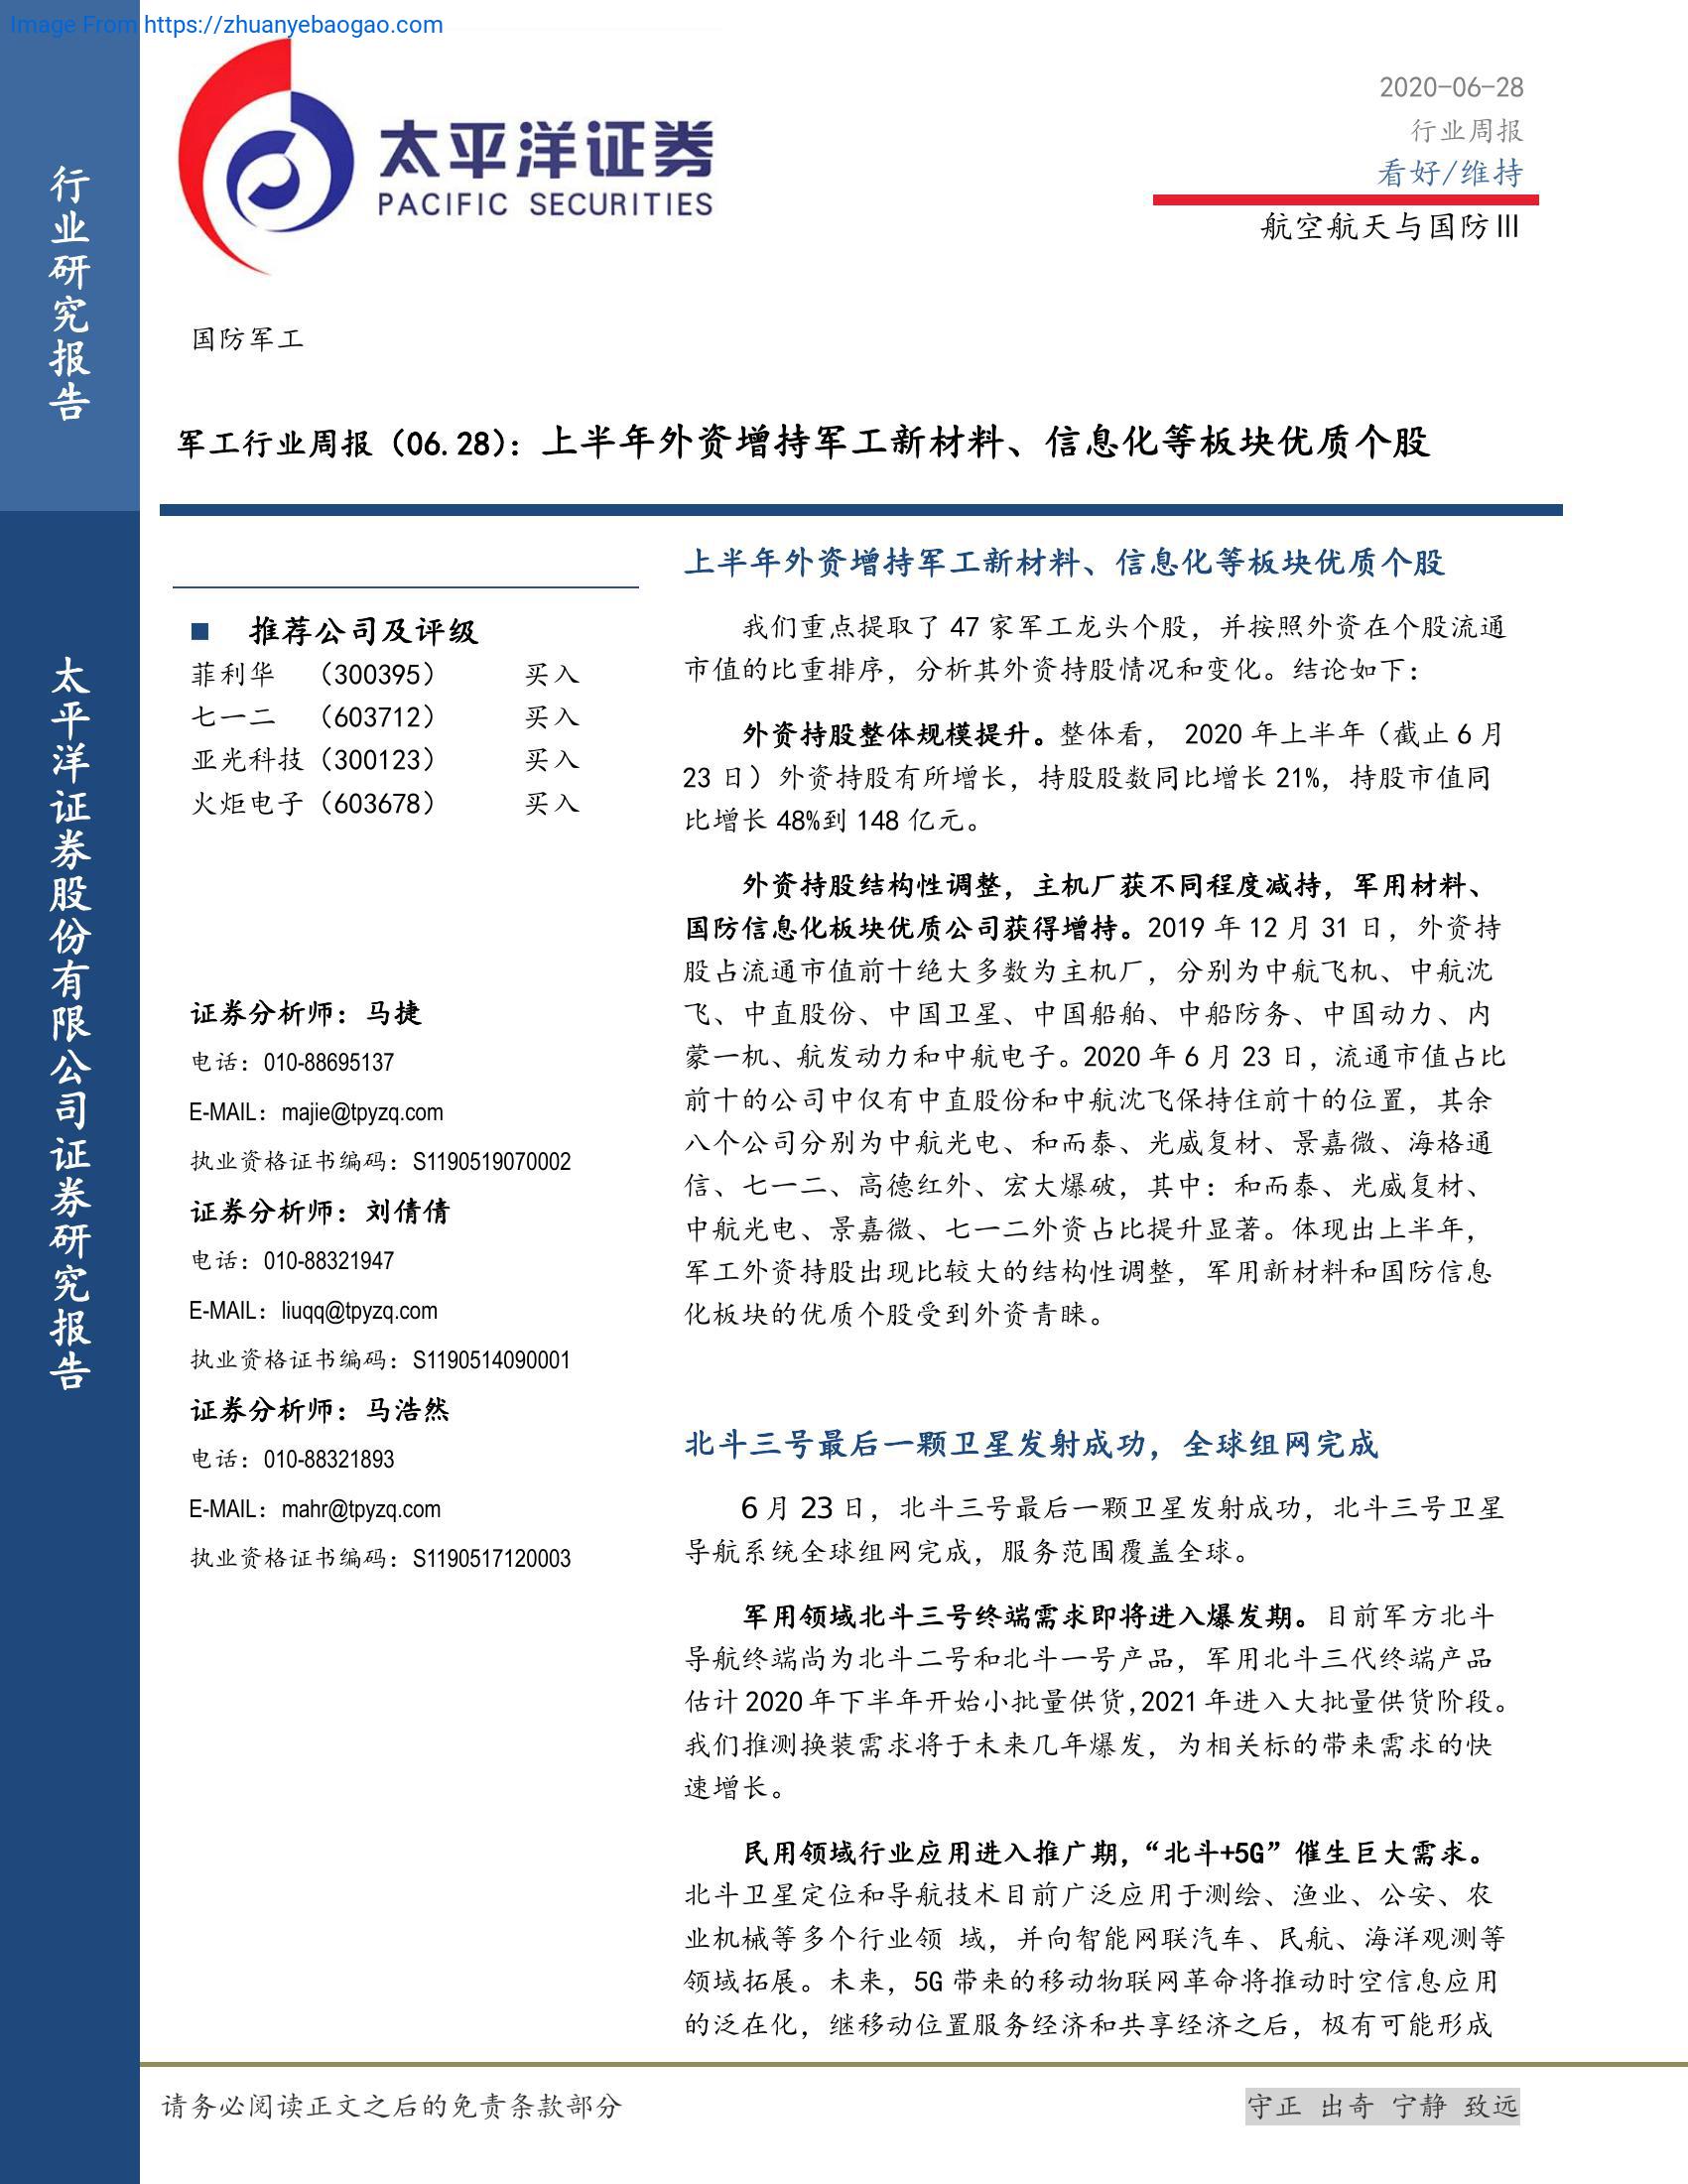 Image From https://zhuanyebaogao.com
行业研究报告
太平洋证券股份有限公司证券研究报告
太平洋证券
PACIFIC SECURITIES
2020-06-28
行业周报
看好/维持
航空航天与国防III
国防军工
军工行业周报（06.28）：上半年外资增持军工新材料、信息化等板块优质个股
■ 推荐公司及评级
菲利华 （300395） 买入
七一二 （603712） 买入
亚光科技（300123） 买入
火炬电子（603678） 买入
证券分析师：马捷
电话：010-88695137
E-MAIL：majie@tpyzq.com
执业资格证书编码：S1190519070002
证券分析师：刘倩倩
电话：010-88321947
E-MAIL：liuqq@tpyzq.com
执业资格证书编码：S1190514090001
证券分析师：马浩然
电话：010-88321893
E-MAIL：mahr@tpyzq.com
执业资格证书编码：S1190517120003
上半年外资增持军工新材料、信息化等板块优质个股
我们重点提取了 47 家军工龙头个股，并按照外资在个股流通
市值的比重排序，分析其外资持股情况和变化。结论如下：
外资持股整体规模提升。整体看， 2020 年上半年（截止 6 月
23 日）外资持股有所增长，持股股数同比增长 21%，持股市值同
比增长 48%到 148 亿元。
外资持股结构性调整，主机厂获不同程度减持，军用材料、
国防信息化板块优质公司获得增持。2019 年 12 月 31 日，外资持
股占流通市值前十绝大多数为主机厂，分别为中航飞机、中航沈
飞、中直股份、中国卫星、中国船舶、中船防务、中国动力、内
蒙一机、航发动力和中航电子。2020 年 6 月 23 日，流通市值占比
前十的公司中仅有中直股份和中航沈飞保持住前十的位置，其余
八个公司分别为中航光电、和而泰、光威复材、景嘉微、海格通
信、七一二、高德红外、宏大爆破，其中：和而泰、光威复材、
中航光电、景嘉微、七一二外资占比提升显著。体现出上半年，
军工外资持股出现比较大的结构性调整，军用新材料和国防信息
化板块的优质个股受到外资青睐。
北斗三号最后一颗卫星发射成功，全球组网完成
6 月 23 日，北斗三号最后一颗卫星发射成功，北斗三号卫星
导航系统全球组网完成，服务范围覆盖全球。
军用领域北斗三号终端需求即将进入爆发期。目前军方北斗
导航终端尚为北斗二号和北斗一号产品，军用北斗三代终端产品
估计 2020 年下半年开始小批量供货,2021 年进入大批量供货阶段。
我们推测换装需求将于未来几年爆发，为相关标的带来需求的快
速增长。
民用领域行业应用进入推广期，“北斗+5G”催生巨大需求。
北斗卫星定位和导航技术目前广泛应用于测绘、渔业、公安、农
业机械等多个行业领 域，并向智能网联汽车、民航、海洋观测等
领域拓展。未来，5G 带来的移动物联网革命将推动时空信息应用
的泛在化，继移动位置服务经济和共享经济之后，极有可能形成
请务必阅读正文之后的免责条款部分
守正 出奇 宁静 致远